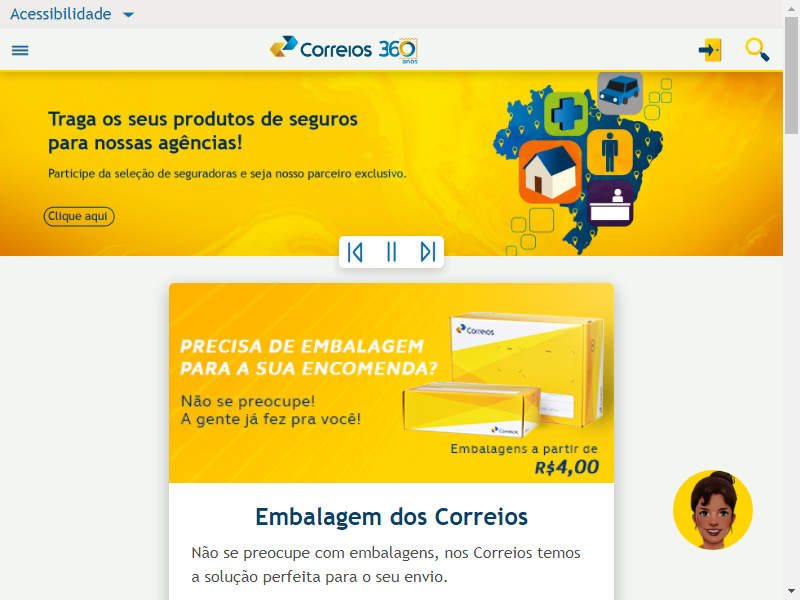 Acessibilidade
Correios 360
anos
Traga os seus produtos de seguros
para nossas agências!
Participe da seleção de seguradoras e seja nosso parceiro exclusivo.
Clique aqui
Correios
PRECISA DE EMBALAGEM
PARA A SUA ENCOMENDA?
Não se preocupe!
A gente já fez pra você!
Correios
Embalagens a partir de
R$4,00
Embalagem dos Correios
Não se preocupe com embalagens, nos Correios temos
a solução perfeita para o seu envio.